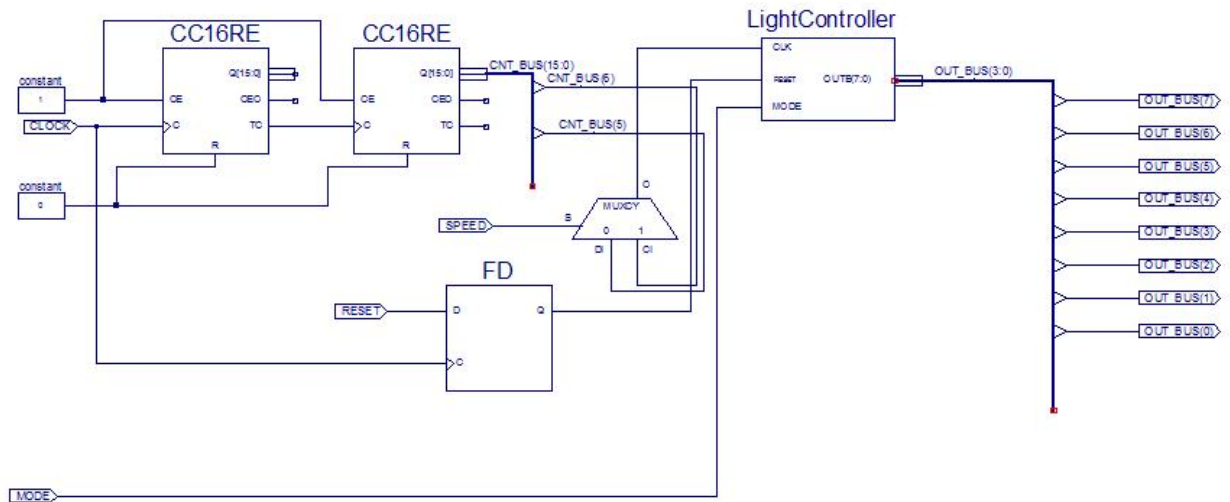 LightController
CC16RE
CC16RE
CLK
RESET
MODE
OUTB(7:0)
OUT_BUS(3:0)
OUT_BUS(7)
OUT_BUS(6)
OUT_BUS(5)
OUT_BUS(4)
OUT_BUS(3)
OUT_BUS(2)
OUT_BUS(1)
OUT_BUS(0)
Q[15:0]
CE
CEO
C
TC
R
Q[15:0]
CE
CEO
C
TC
R
CNT_BUS(15:0)
CNT_BUS(6)
CNT_BUS(5)
constant
1
CLOCK
constant
0
O
MUXCY
S
0 1
DI CI
SPEED
FD
RESET
D
Q
C
MODE